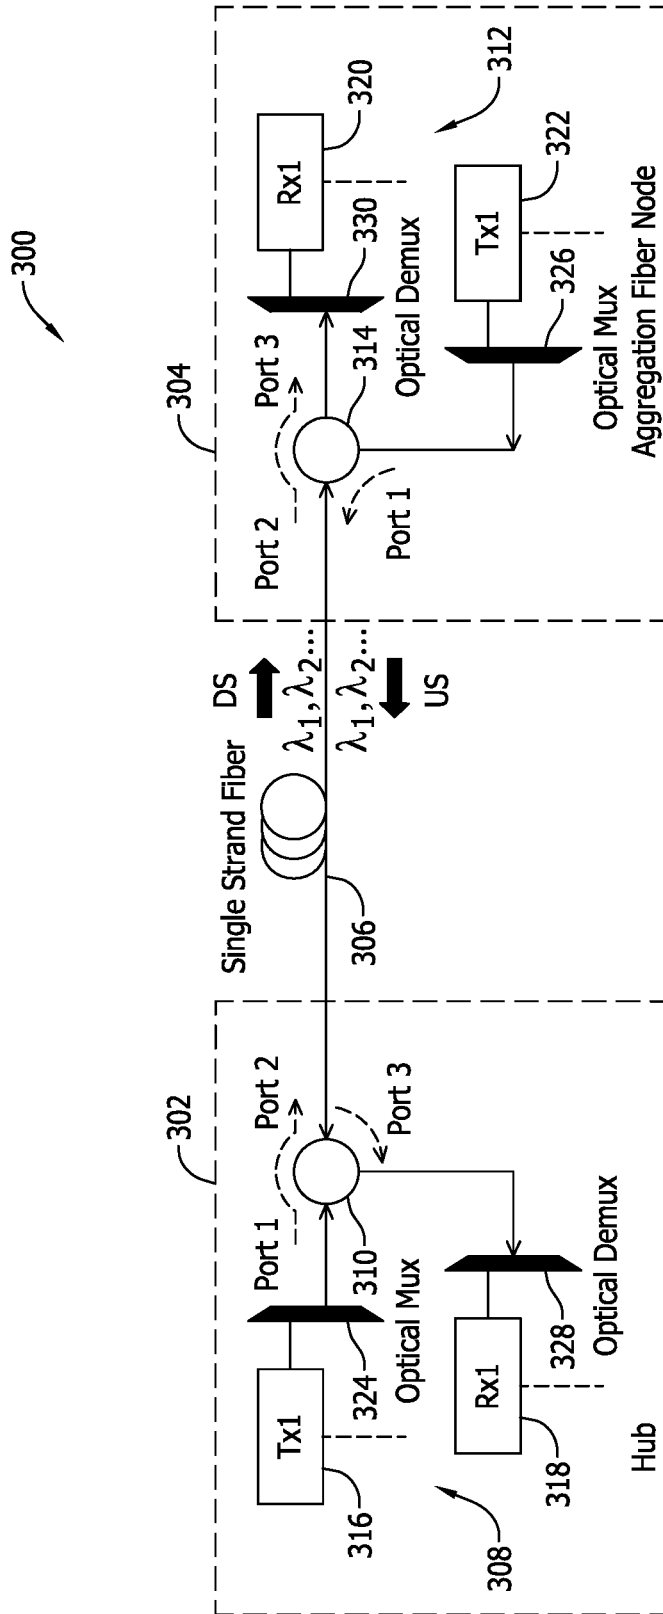 300
302
Port 1
Port 2
Port 3
310
Tx1
316
324
Optical Mux
308
Rx1
318
328
Optical Demux
Hub
Single Strand Fiber
306
DS
λ1, λ2...
λ1, λ2...
US
304
Port 2
Port 3
314
Port 1
Rx1
320
330
Optical Demux
312
Tx1
322
326
Optical Mux
Aggregation Fiber Node